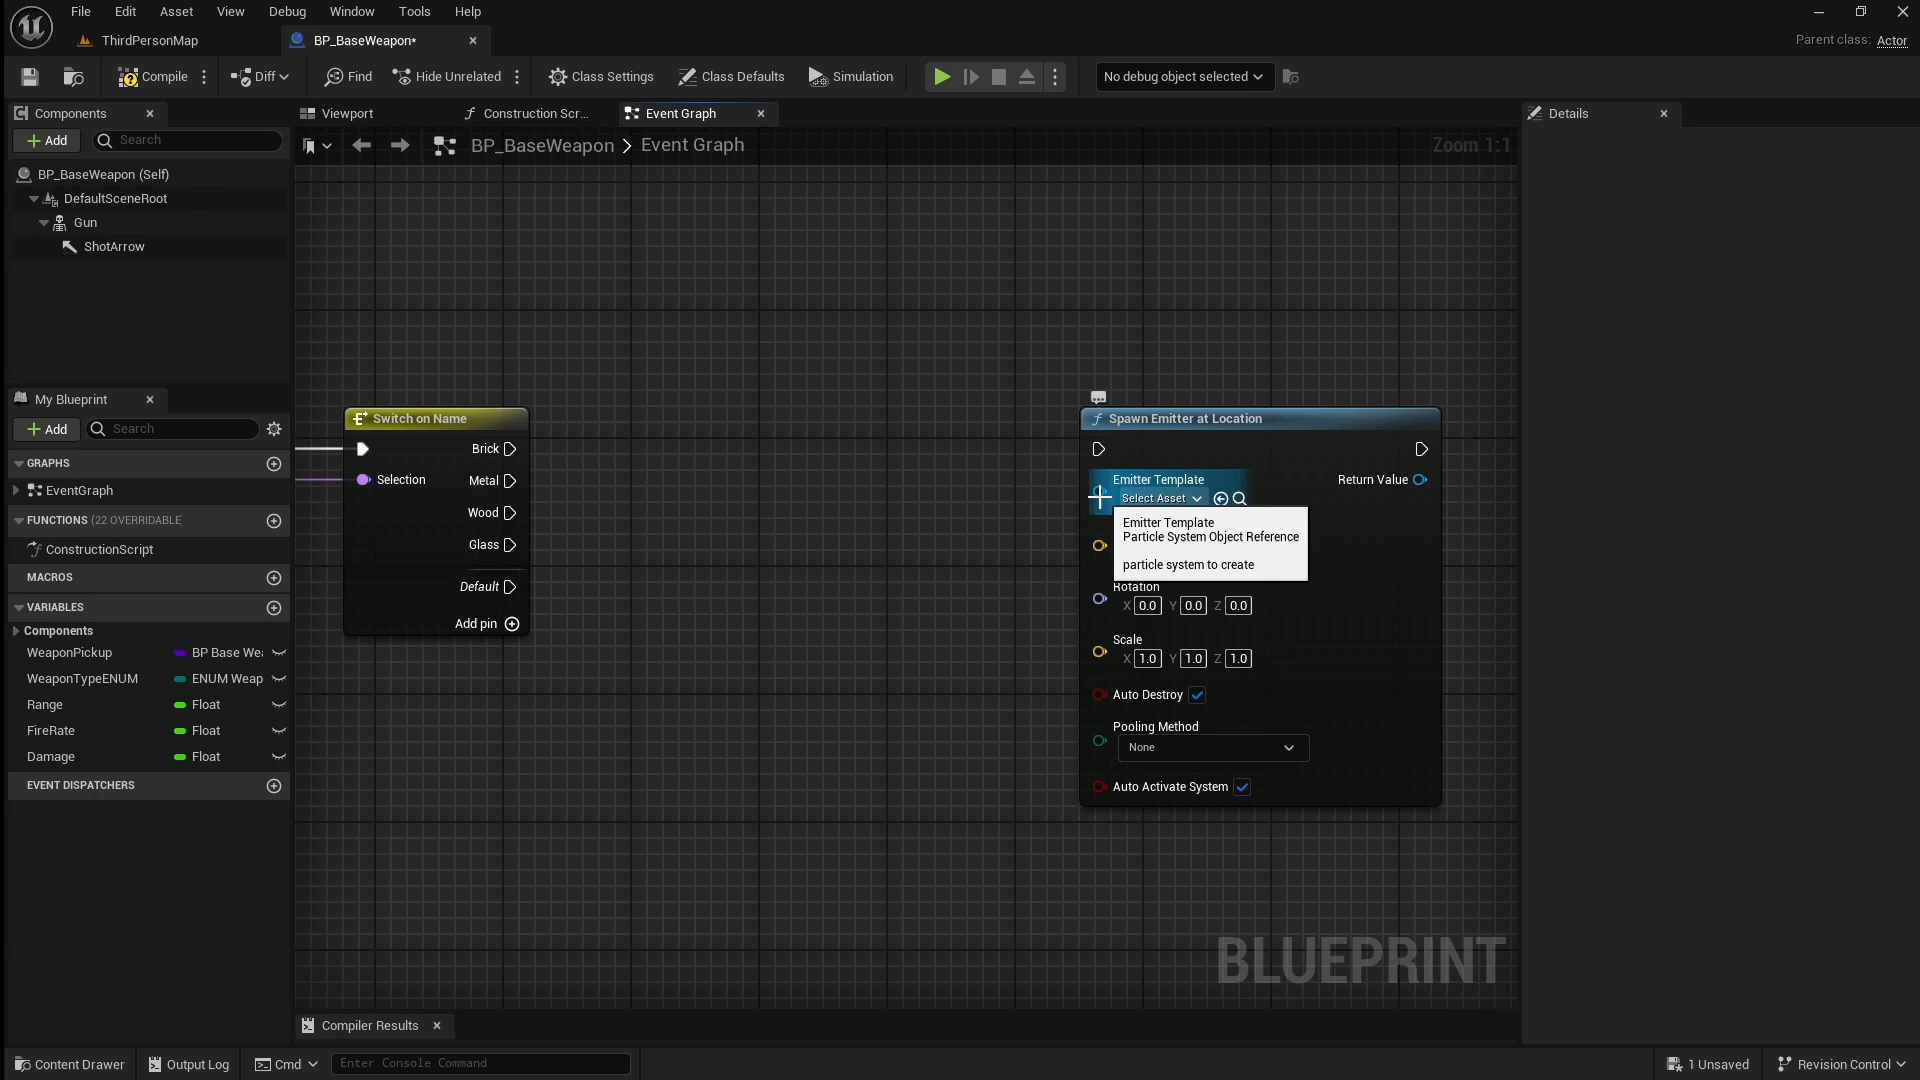 File Edit Asset View Debug Window Tools Help
ThirdPersonMap
BP_BaseWeapon*
Parent class: Actor
Compile
Diff
Find
Hide Unrelated
Class Settings
Class Defaults
Simulation
No debug object selected
Components
Viewport
Construction Scr...
Event Graph
Details
Add
Search
BP_BaseWeapon > Event Graph
Zoom 1:1
BP_BaseWeapon (Self)
DefaultSceneRoot
Gun
ShotArrow
My Blueprint
Add
Search
GRAPHS
EventGraph
FUNCTIONS (22 OVERRIDABLE)
ConstructionScript
MACROS
VARIABLES
Components
WeaponPickup BP Base Wea
WeaponTypeENUM ENUM Weap
Range Float
FireRate Float
Damage Float
EVENT DISPATCHERS
Switch on Name
Brick
Selection
Metal
Wood
Glass
Default
Add pin
Spawn Emitter at Location
Emitter Template
Select Asset
Return Value
Emitter Template
Particle System Object Reference
particle system to create
Rotation
X 0.0 Y 0.0 Z 0.0
Scale
X 1.0 Y 1.0 Z 1.0
Auto Destroy
Pooling Method
None
Auto Activate System
BLUEPRINT
Compiler Results
Content Drawer
Output Log
Cmd
Enter Console Command
1 Unsaved
Revision Control